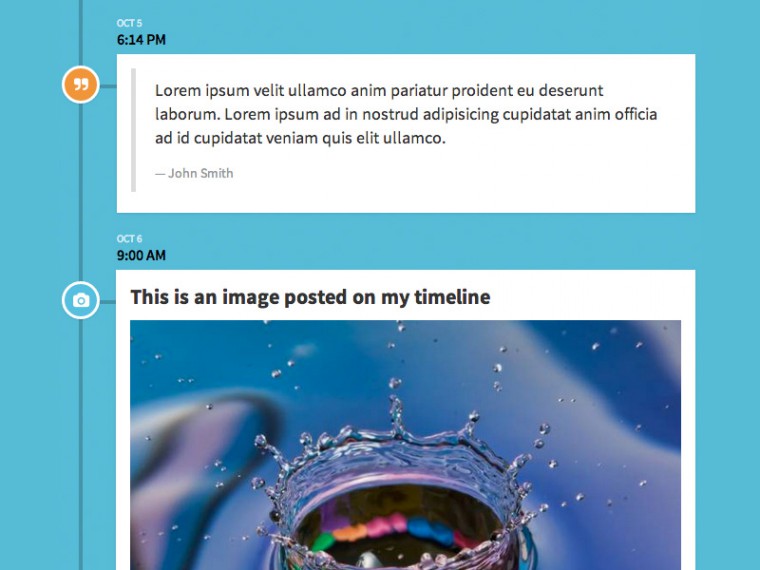 OCT 5
6:14 PM
Lorem ipsum velit ullamco anim pariatur proident eu deserunt
laborum. Lorem ipsum ad in nostrud adipisicing cupidatat anim officia
ad id cupidatat veniam quis elit ullamco.
— John Smith
OCT 6
9:00 AM
This is an image posted on my timeline